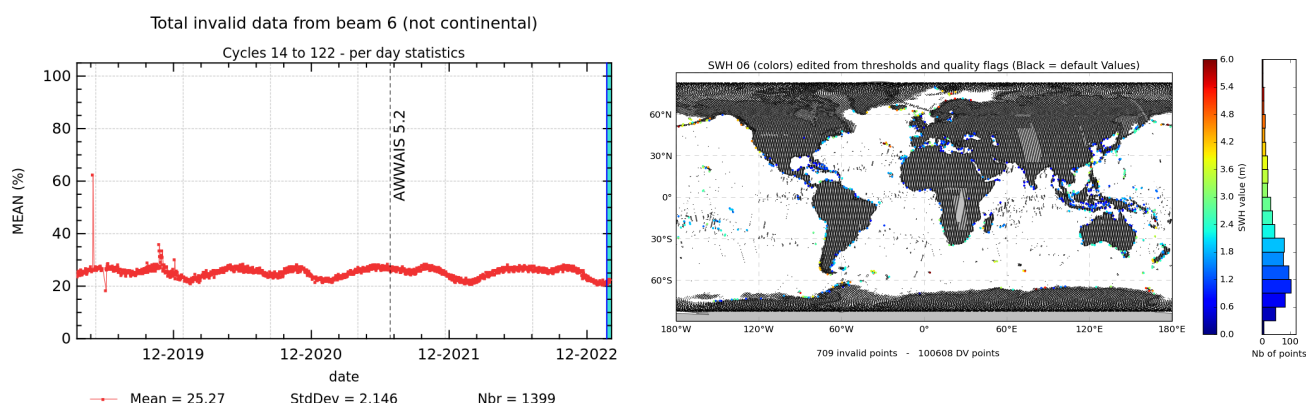 Total invalid data from beam 6 (not continental)
Cycles 14 to 122 - per day statistics
MEAN (%)
100
80
60
40
20
0
AWWAIS 5.2
12-2019
12-2020
12-2021
12-2022
date
Mean = 25.27
StdDev = 2.146
Nbr = 1399
SWH 06 (colors) edited from thresholds and quality flags (Black = default Values)
60°N
30°N
0°
30°S
60°S
180°W
120°W
60°W
0°
60°E
120°E
180°E
709 invalid points - 100608 DV points
6.0
5.4
4.8
4.2
3.6
3.0
2.4
1.8
1.2
0.6
0.0
SWH value (m)
0
100
Nb of points